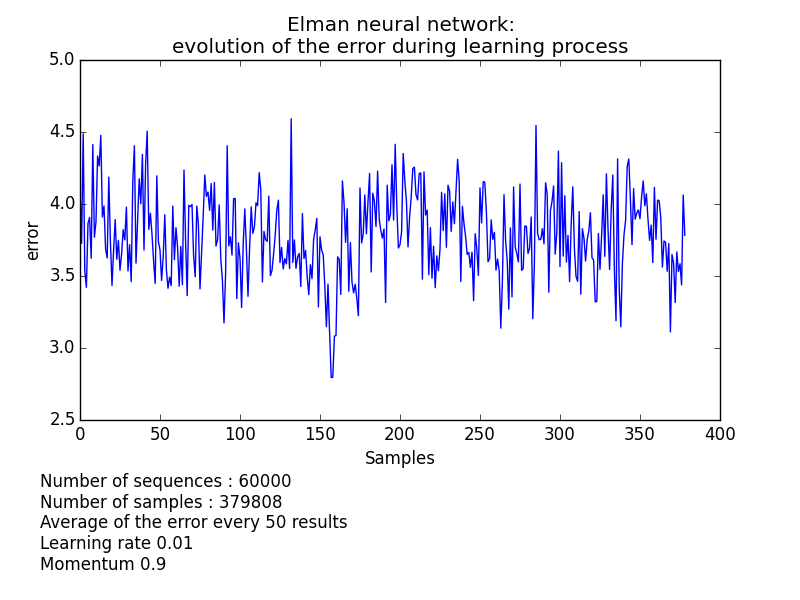 Elman neural network:
evolution of the error during learning process
5.0
4.5
4.0
3.5
3.0
2.5
error
0 50 100 150 200 250 300 350 400
Samples
Number of sequences : 60000
Number of samples : 379808
Average of the error every 50 results
Learning rate 0.01
Momentum 0.9